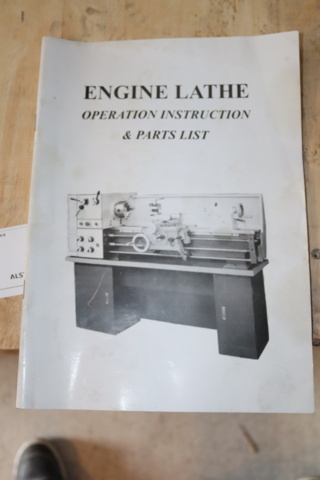 ENGINE LATHE
OPERATION INSTRUCTION
& PARTS LIST